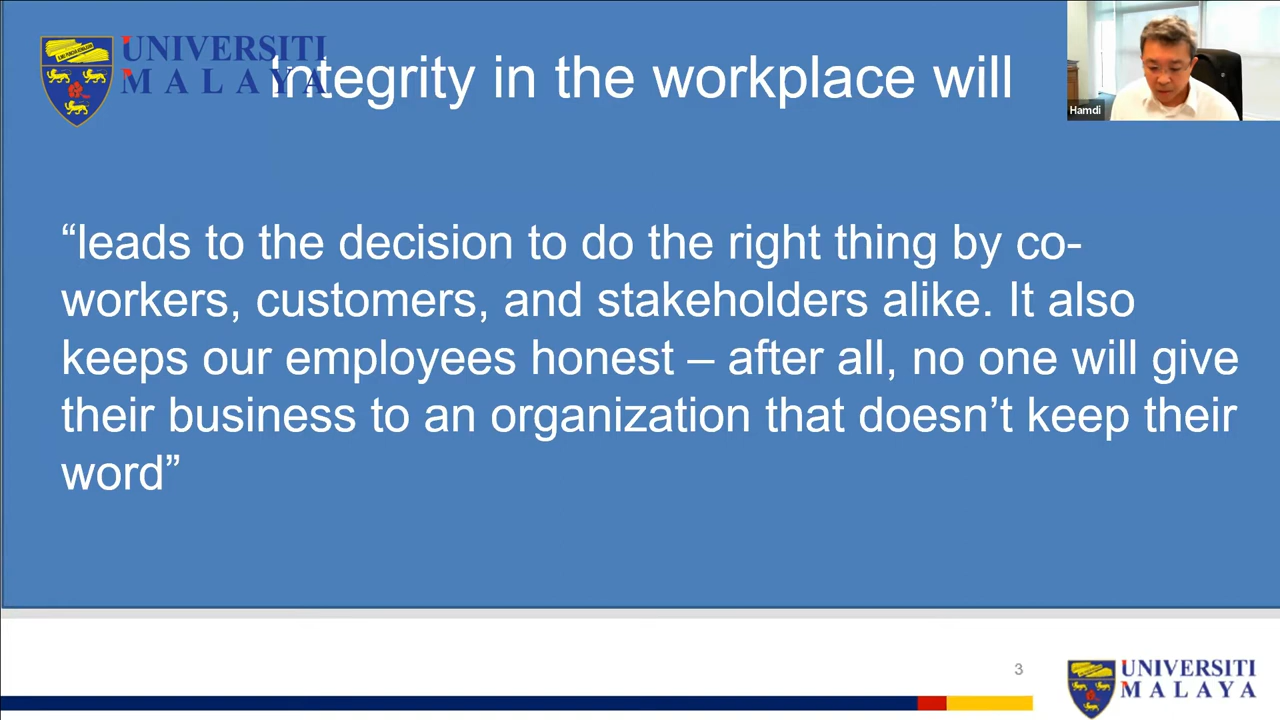 UNIVERSITI
MALAYA
Integrity in the workplace will
Hamdi
“leads to the decision to do the right thing by co-
workers, customers, and stakeholders alike. It also
keeps our employees honest – after all, no one will give
their business to an organization that doesn’t keep their
word”
3
UNIVERSITI
MALAYA